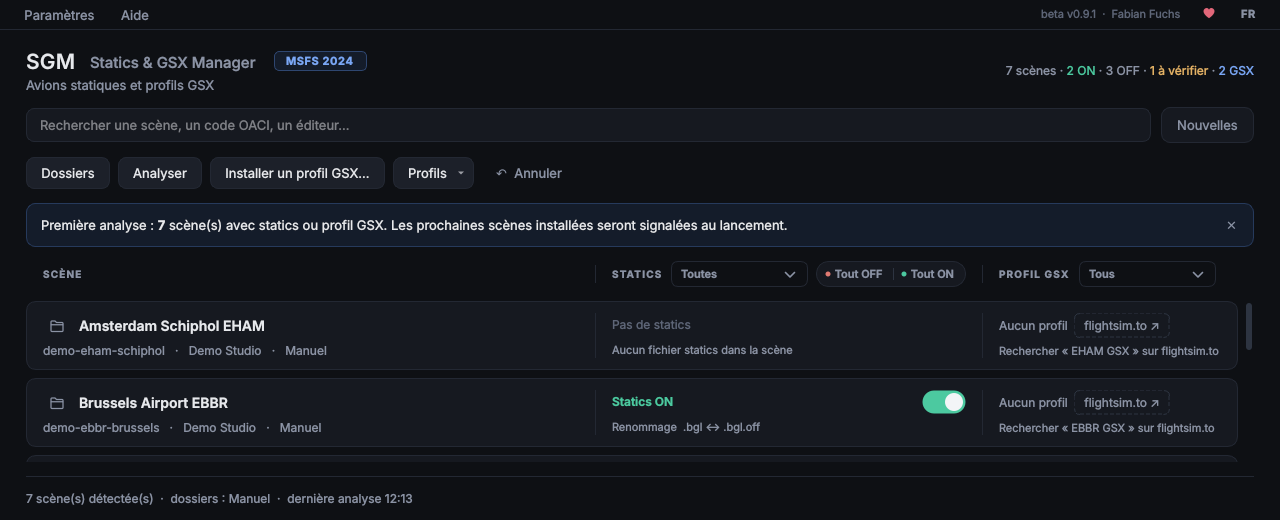 Paramètres Aide beta v0.9.1 · Fabian Fuchs FR
SGM Statics & GSX Manager MSFS 2024
Avions statiques et profils GSX
7 scènes · 2 ON · 3 OFF · 1 à vérifier · 2 GSX
Rechercher une scène, un code OACI, un éditeur... Nouvelles
Dossiers Analyser Installer un profil GSX... Profils ↶ Annuler
Première analyse : 7 scène(s) avec statics ou profil GSX. Les prochaines scènes installées seront signalées au lancement. ×
SCÈNE STATICS Toutes Tout OFF Tout ON PROFIL GSX Tous
Amsterdam Schiphol EHAM Pas de statics Aucun profil flightsim.to ↗
demo-eham-schiphol · Demo Studio · Manuel Aucun fichier statics dans la scène Rechercher « EHAM GSX » sur flightsim.to
Brussels Airport EBBR Statics ON Aucun profil flightsim.to ↗
demo-ebbr-brussels · Demo Studio · Manuel Renommage .bgl ↔ .bgl.off Rechercher « EBBR GSX » sur flightsim.to
7 scène(s) détectée(s) · dossiers : Manuel · dernière analyse 12:13